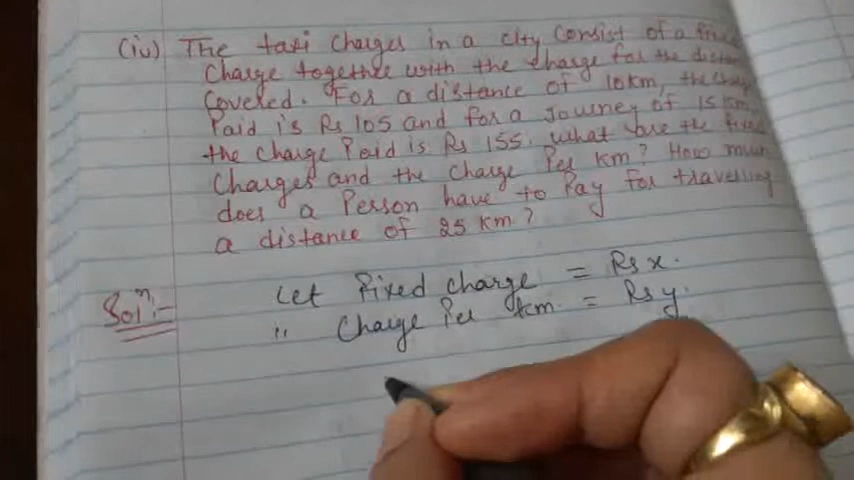 (iv) The taxi charges in a city consist of a fixed
charge together with the charge for the distance
covered. For a distance of 10 km, the charge
Paid is Rs 105 and for a Journey of 15 km,
the charge Paid is Rs 155. What are the fixed
charges and the charge Per km? How much
does a Person have to Pay for travelling
a distance of 25 km?
Soln:- Let Fixed charge = Rs x.
" Charge Per km. = Rs y.